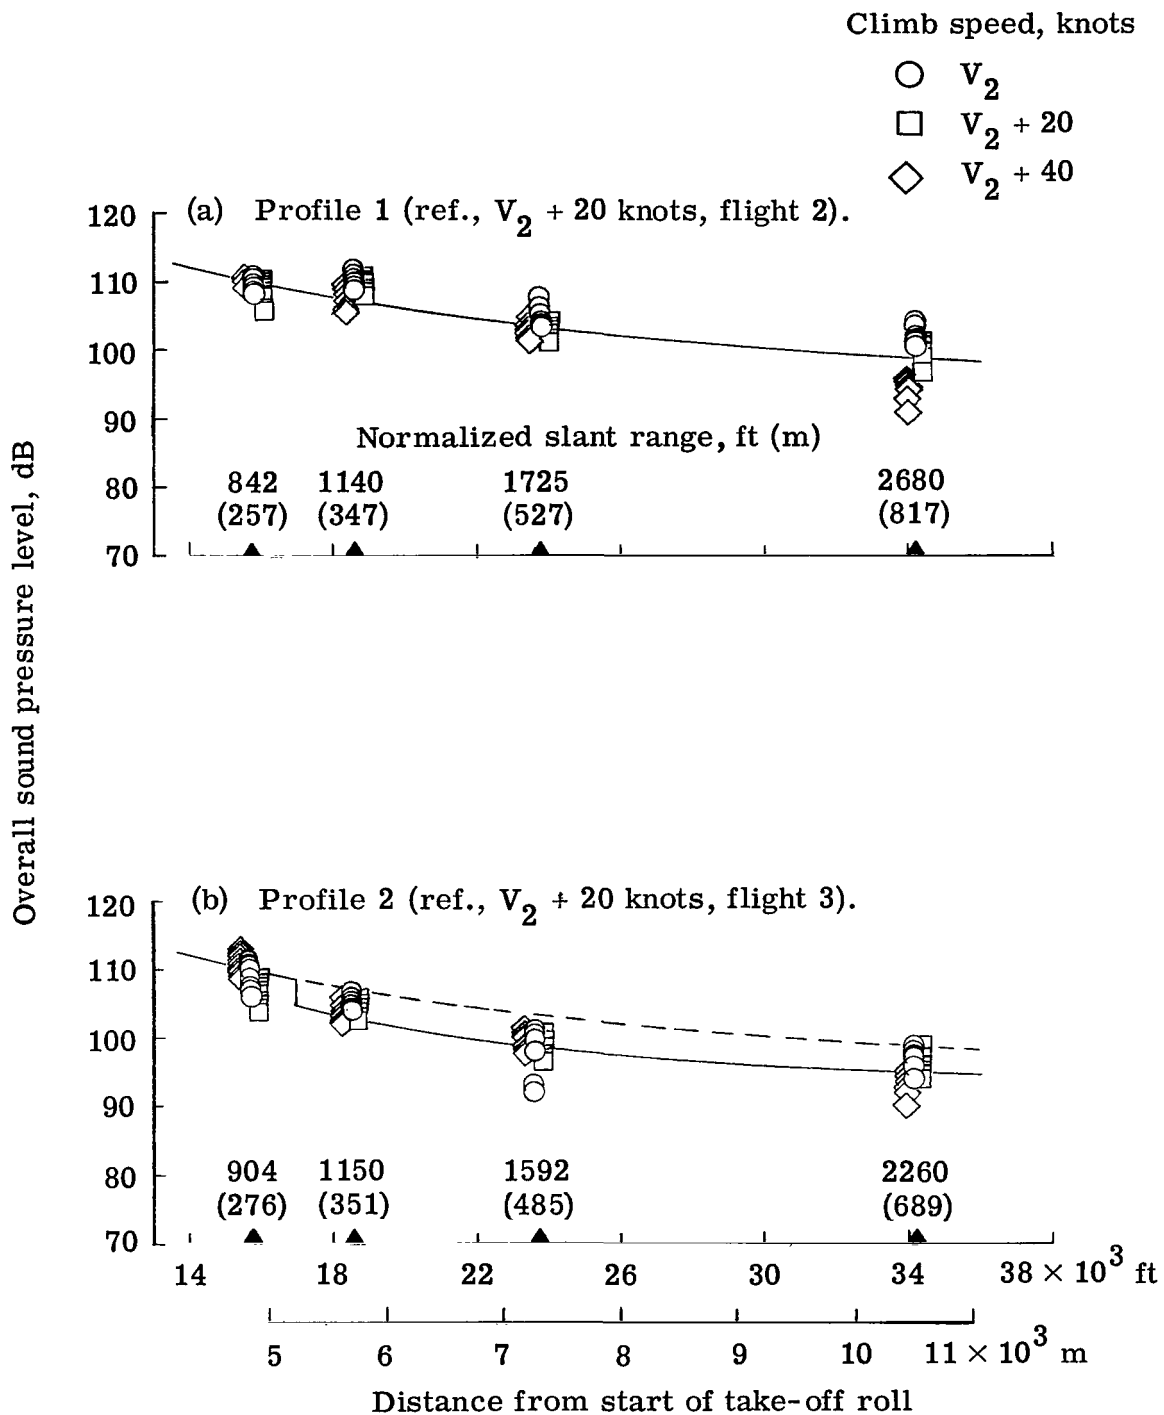 Climb speed, knots
V2
V2 + 20
V2 + 40
(a) Profile 1 (ref., V2 + 20 knots, flight 2).
120
110
100
90
80
70
Normalized slant range, ft (m)
842 1140 1725 2680
(257) (347) (527) (817)
Overall sound pressure level, dB
(b) Profile 2 (ref., V2 + 20 knots, flight 3).
120
110
100
90
80
70
904 1150 1592 2260
(276) (351) (485) (689)
14 18 22 26 30 34 38 × 10³ ft
5 6 7 8 9 10 11 × 10³ m
Distance from start of take-off roll